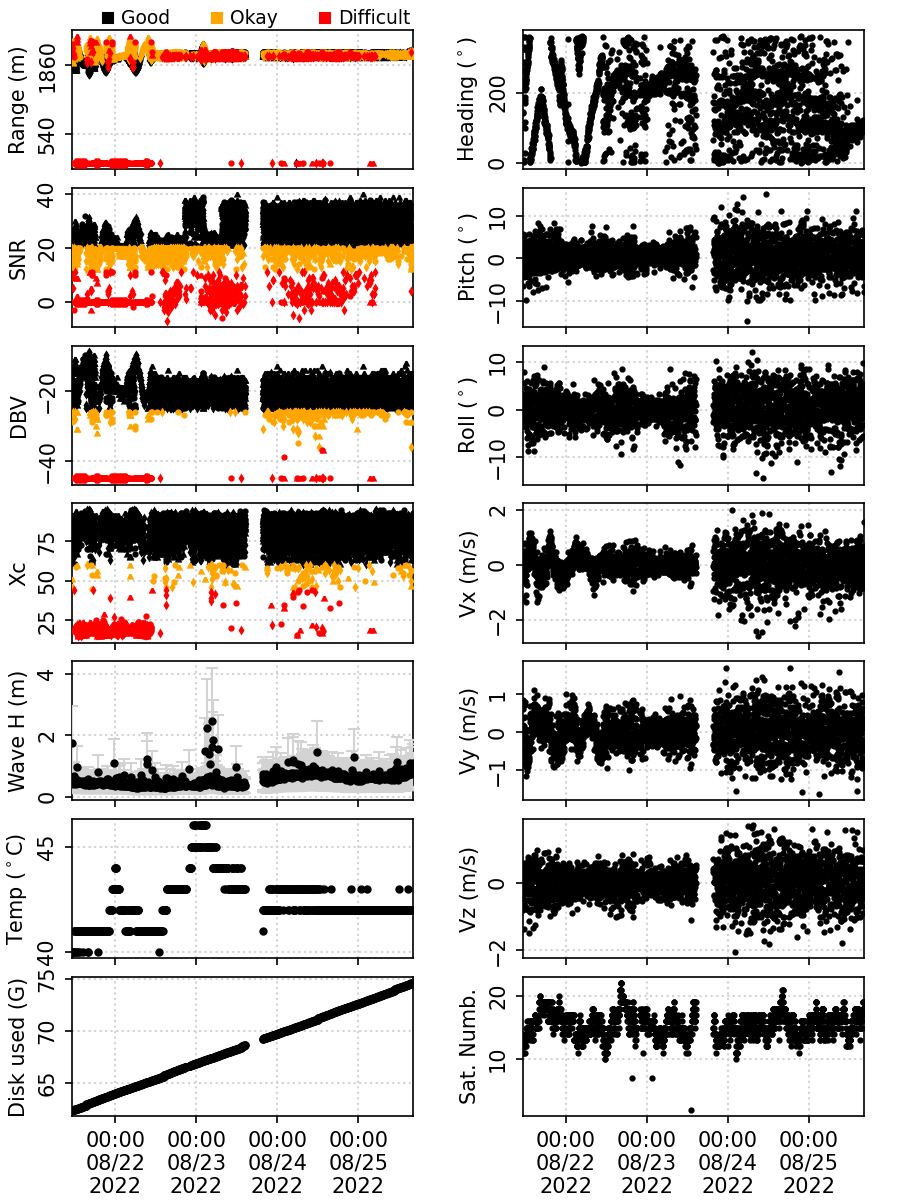 Good Okay Difficult
Range (m)
1860
540
Heading (°)
200
0
SNR
40
20
0
Pitch (°)
10
0
−10
DBV
−20
−40
Roll (°)
10
0
−10
Xc
75
50
25
Vx (m/s)
2
0
−2
Wave H (m)
4
2
0
Vy (m/s)
1
0
−1
Temp (°C)
45
40
Vz (m/s)
0
−2
Disk used (G)
75
70
65
Sat. Numb.
20
10
00:00 00:00 00:00 00:00 00:00 00:00 00:00 00:00
08/22 08/23 08/24 08/25 08/22 08/23 08/24 08/25
2022 2022 2022 2022 2022 2022 2022 2022